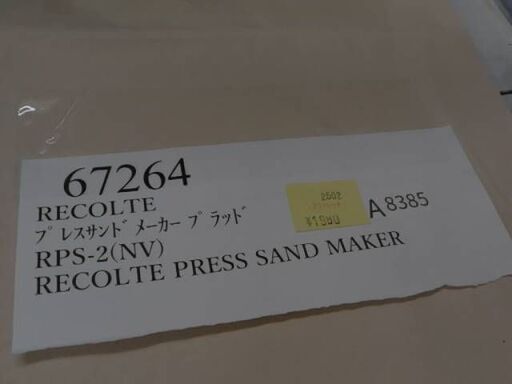 67264
RECOLTE
プレスサンドメーカー プラッド
RPS-2(NV)
RECOLTE PRESS SAND MAKER
2602
A 8385